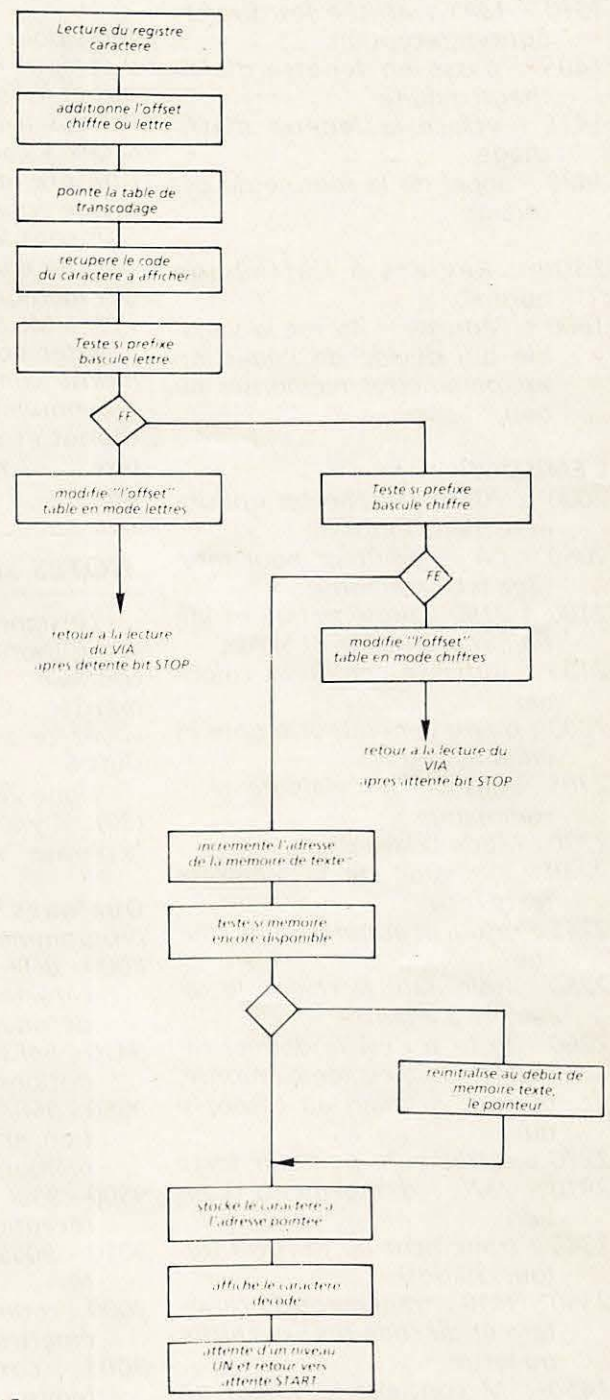 Lecture du registre
caractere
additionne l'offset
chiffre ou lettre
pointe la table de
transcodage
recupere le code
du caractere a afficher
Teste si prefixe
bascule lettre
FF
modifie "l'offset"
table en mode lettres
retour a la lecture
du VIA
apres detente bit STOP
Teste si prefixe
bascule chiffre
FE
modifie "l'offset"
table en mode chiffres
retour a la lecture du
VIA
apres attente bit STOP
incremente l'adresse
de la memoire de texte
teste si memoire
encore disponible
reinitialise au debut de
memoire texte,
le pointeur
stocke le caractere a
l'adresse pointee
affiche le caractere
decode
attente d'un niveau
UN et retour vers
attente START